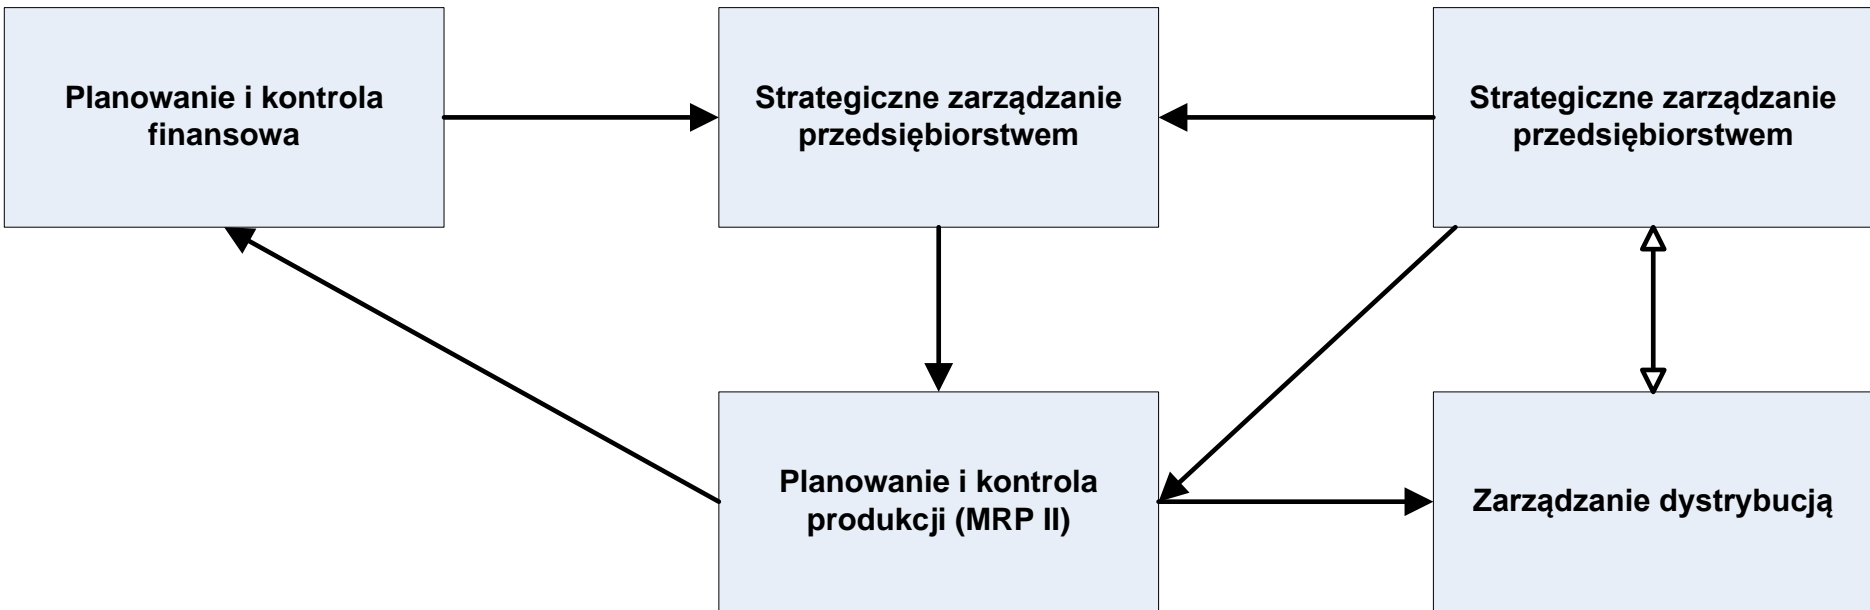 Planowanie i kontrola
finansowa
Strategiczne zarządzanie
przedsiębiorstwem
Strategiczne zarządzanie
przedsiębiorstwem
Planowanie i kontrola
produkcji (MRP II)
Zarządzanie dystrybucją